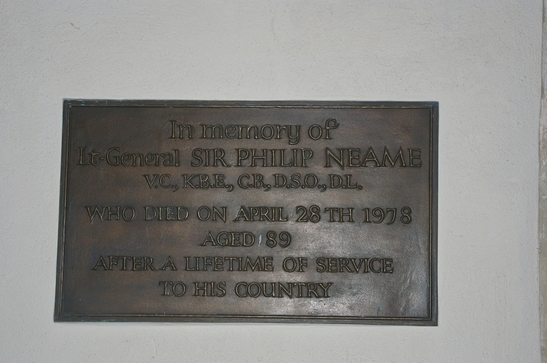 In memory of
Lt-General SIR PHILIP NEAME
V.C., K.B.E., C.B., D.S.O., D.L.
WHO DIED ON APRIL 28TH 1978
AGED 89
AFTER A LIFETIME OF SERVICE
TO HIS COUNTRY